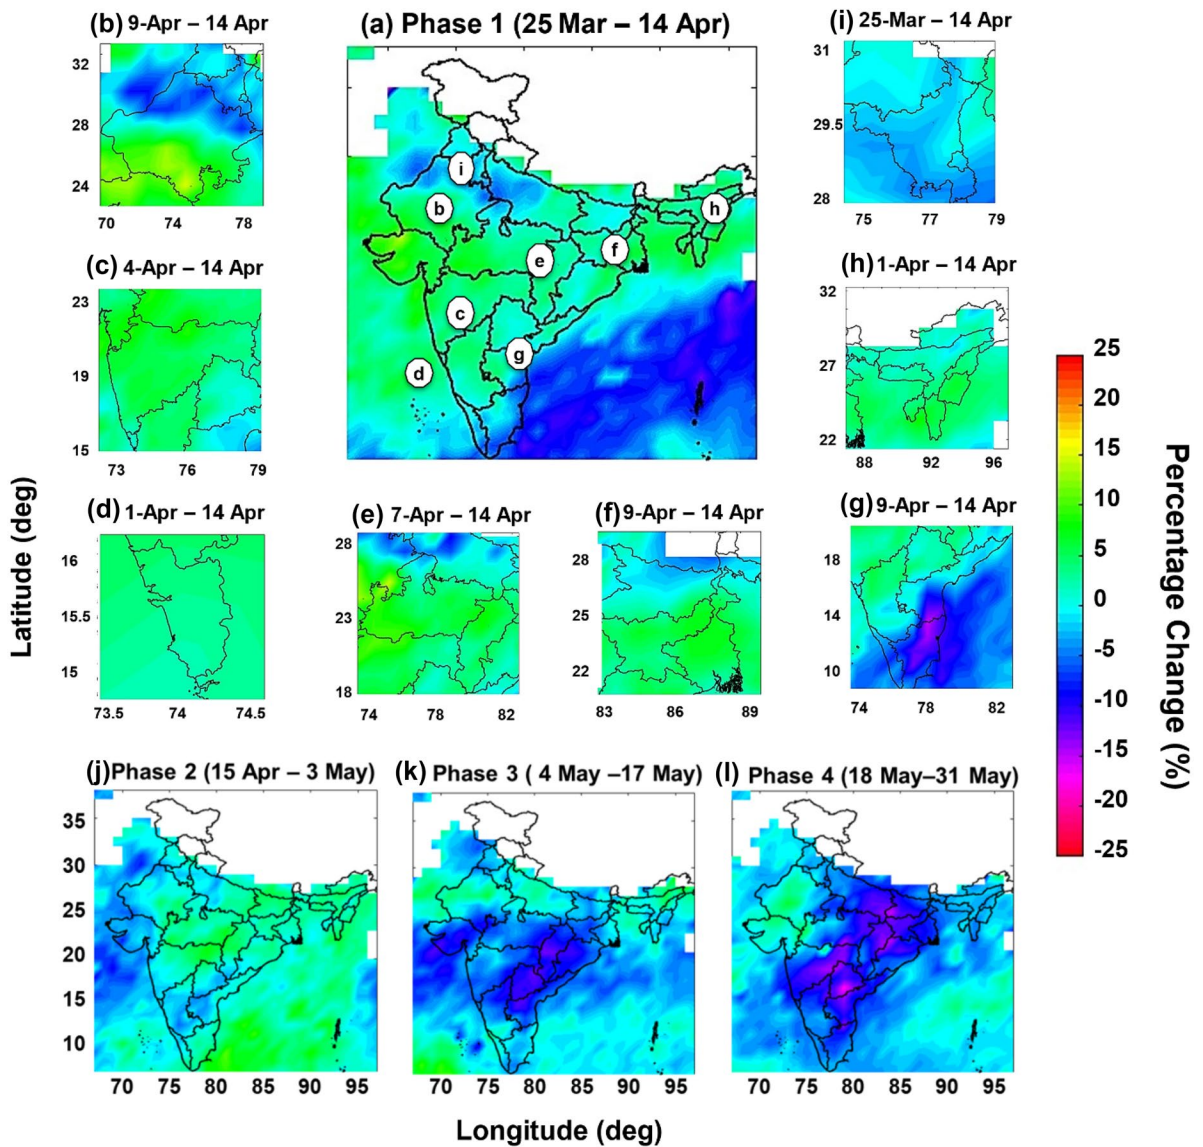 (b) 9-Apr – 14 Apr
32
28
24
70 74 78
(a) Phase 1 (25 Mar – 14 Apr)
i
b
h
f
e
c
g
d
(i) 25-Mar – 14 Apr
31
29.5
28
75 77 79
(c) 4-Apr – 14 Apr
23
19
15
73 76 79
(h) 1-Apr – 14 Apr
32
27
22
88 92 96
(d) 1-Apr – 14 Apr
16
15.5
15
73.5 74 74.5
(e) 7-Apr – 14 Apr
28
23
18
74 78 82
(f) 9-Apr – 14 Apr
28
25
22
83 86 89
(g) 9-Apr – 14 Apr
18
14
10
74 78 82
25
20
15
10
5
0
-5
-10
-15
-20
-25
Percentage Change (%)
Latitude (deg)
(j) Phase 2 (15 Apr – 3 May)
35
30
25
20
15
10
70 75 80 85 90 95
(k) Phase 3 ( 4 May –17 May)
70 75 80 85 90 95
(l) Phase 4 (18 May–31 May)
70 75 80 85 90 95
Longitude (deg)